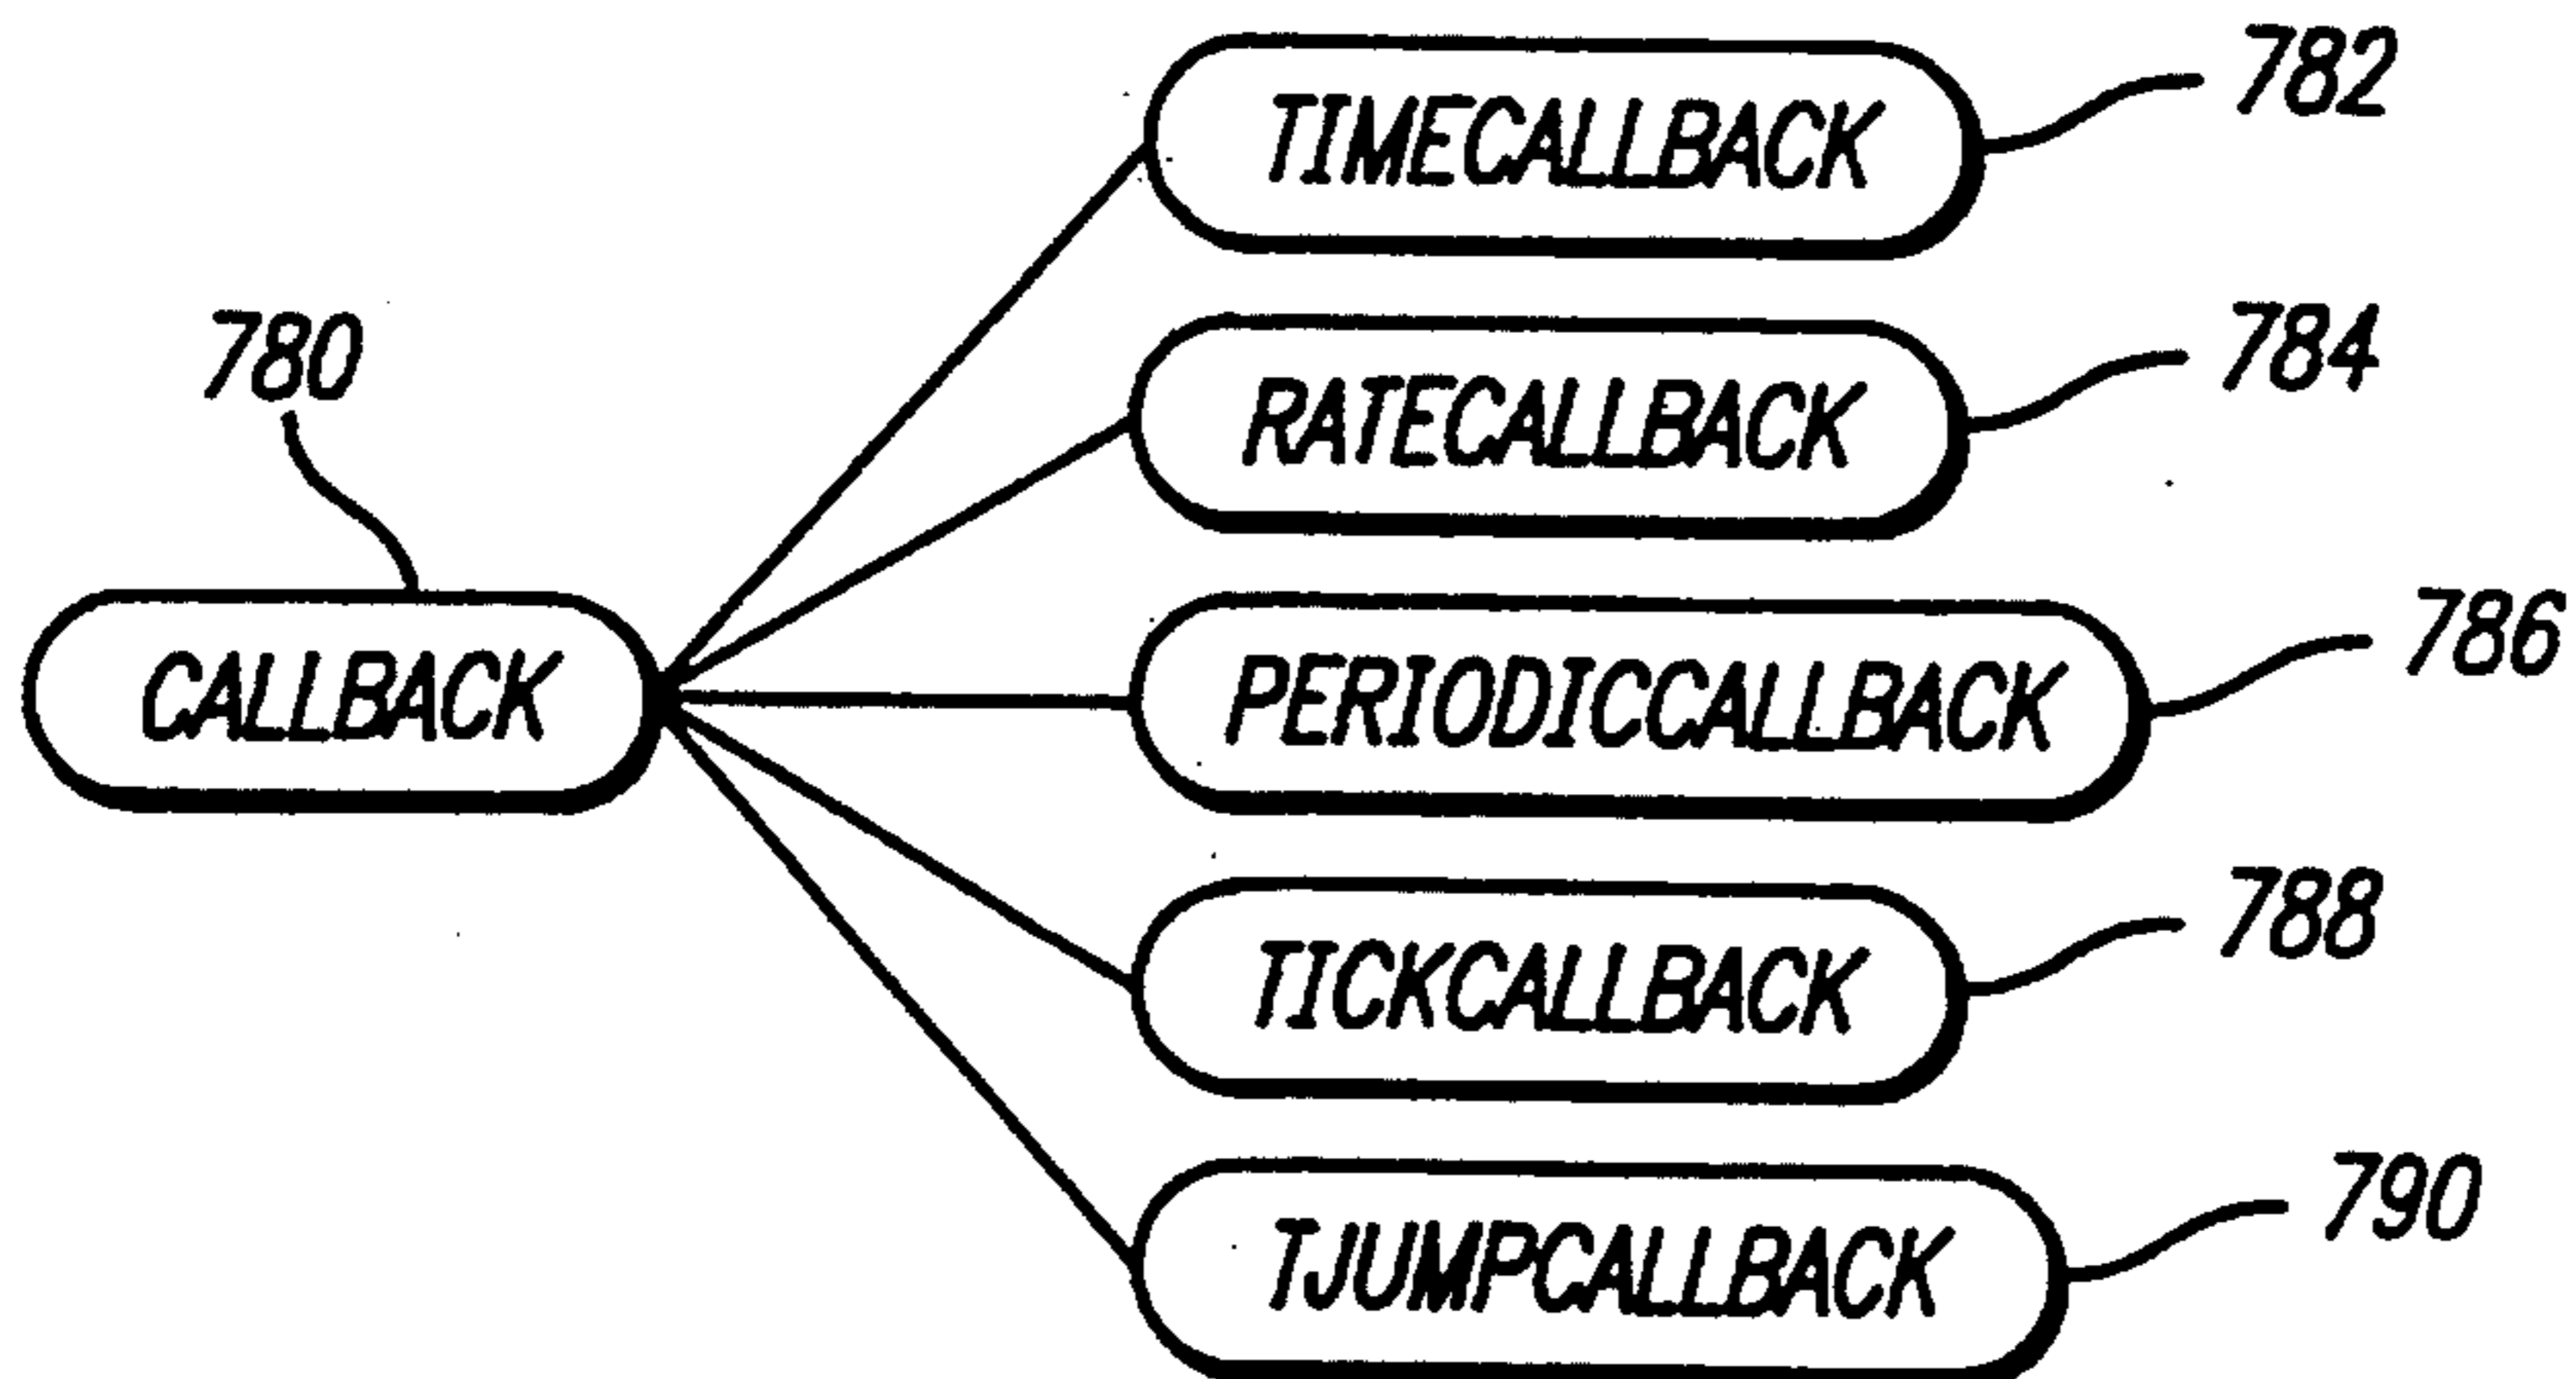 TIMECALLBACK 782
RATECALLBACK 784
780
CALLBACK
PERIODICCALLBACK 786
TICKCALLBACK 788
TJUMPCALLBACK 790